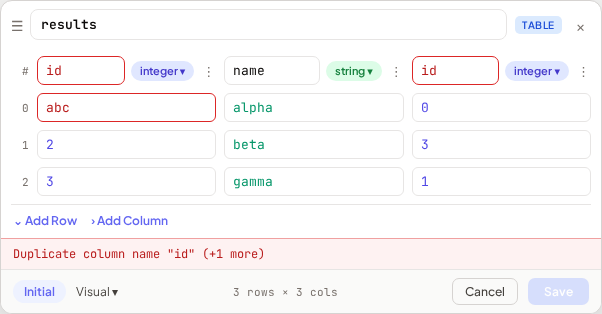 ☰ results TABLE ×
# id integer ▾ ⋮ name string ▾ ⋮ id integer ▾ ⋮
0 abc alpha 0
1 2 beta 3
2 3 gamma 1
⌄ Add Row › Add Column
Duplicate column name "id" (+1 more)
Initial Visual ▾ 3 rows × 3 cols Cancel Save